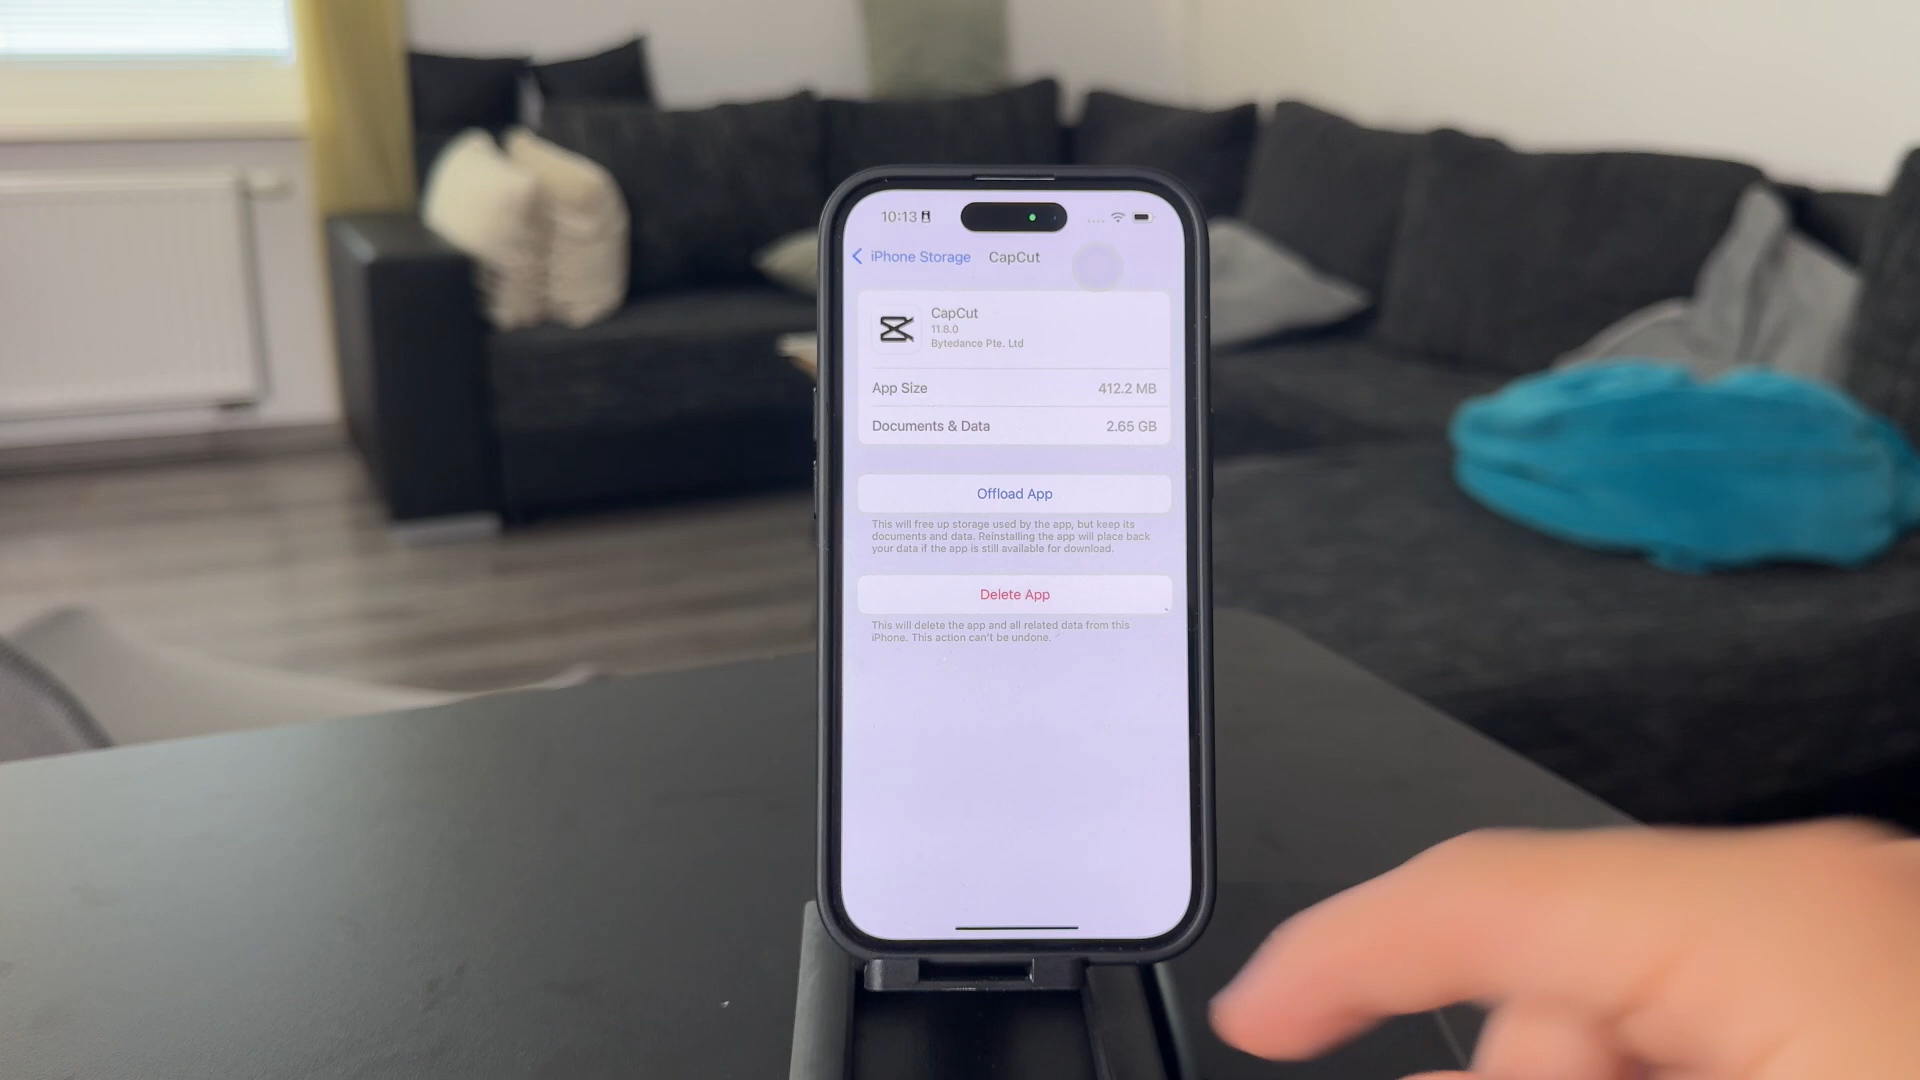 10:13
iPhone Storage CapCut
CapCut
11.8.0
Bytedance Pte. Ltd
App Size 412.2 MB
Documents & Data 2.65 GB
Offload App
This will free up storage used by the app, but keep its
documents and data. Reinstalling the app will place back
your data if the app is still available for download.
Delete App
This will delete the app and all related data from this
iPhone. This action can't be undone.